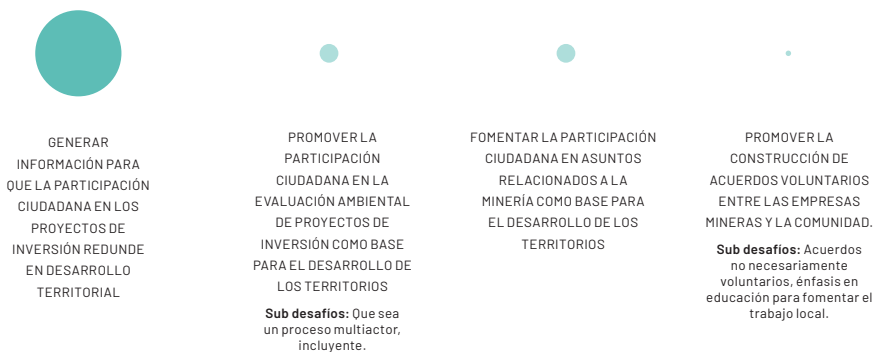 GENERAR
INFORMACIÓN PARA
QUE LA PARTICIPACIÓN
CIUDADANA EN LOS
PROYECTOS DE
INVERSIÓN REDUNDE
EN DESARROLLO
TERRITORIAL
PROMOVER LA
PARTICIPACIÓN
CIUDADANA EN LA
EVALUACIÓN AMBIENTAL
DE PROYECTOS DE
INVERSIÓN COMO BASE
PARA EL DESARROLLO DE
LOS TERRITORIOS
Sub desafíos: Que sea
un proceso multiactor,
incluyente.
FOMENTAR LA PARTICIPACIÓN
CIUDADANA EN ASUNTOS
RELACIONADOS A LA
MINERÍA COMO BASE PARA
EL DESARROLLO DE LOS
TERRITORIOS
PROMOVER LA
CONSTRUCCIÓN DE
ACUERDOS VOLUNTARIOS
ENTRE LAS EMPRESAS
MINERAS Y LA COMUNIDAD.
Sub desafíos: Acuerdos
no necesariamente
voluntarios, énfasis en
educación para fomentar el
trabajo local.